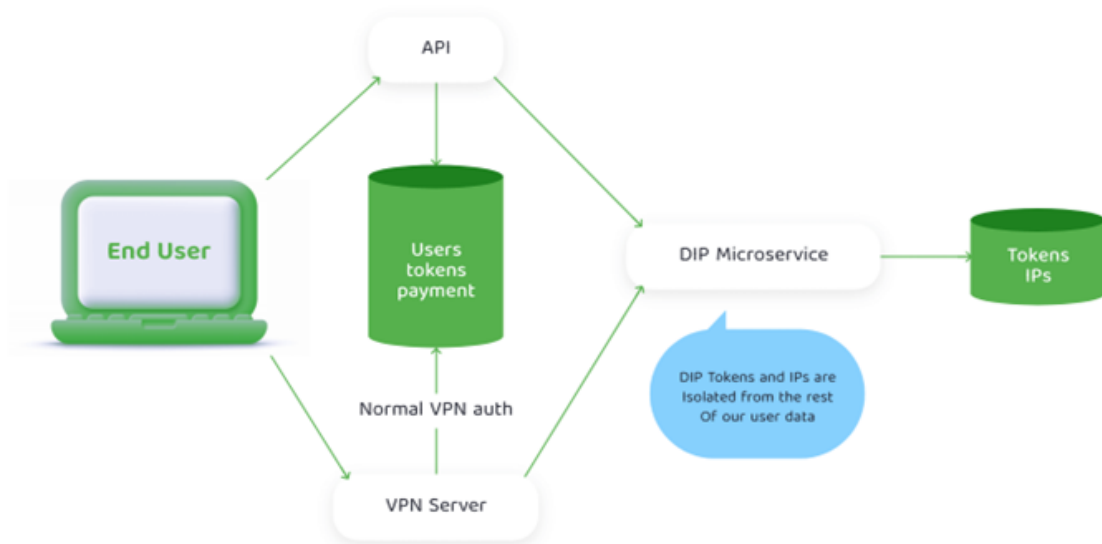 API
End User
Users
tokens
payment
DIP Microservice
Tokens
IPs
DIP Tokens and IPs are
Isolated from the rest
Of our user data
Normal VPN auth
VPN Server